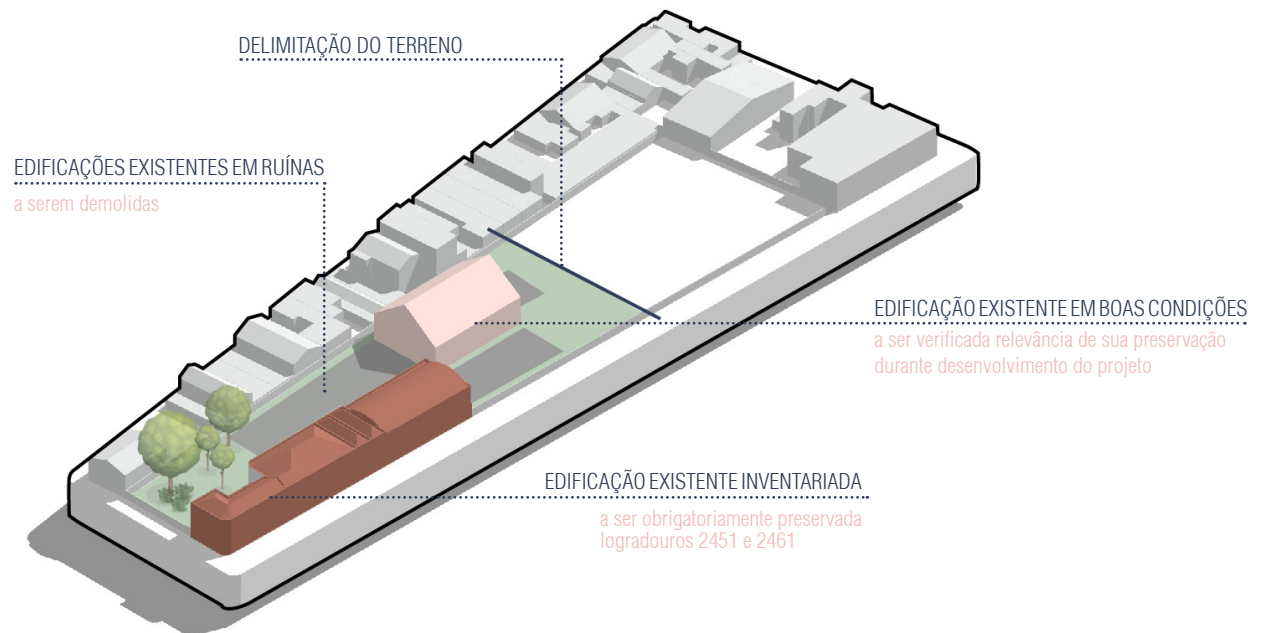 DELIMITAÇÃO DO TERRENO
EDIFICAÇÕES EXISTENTES EM RUÍNAS
a serem demolidas
EDIFICAÇÃO EXISTENTE EM BOAS CONDIÇÕES
a ser verificada relevância de sua preservação
durante desenvolvimento do projeto
EDIFICAÇÃO EXISTENTE INVENTARIADA
a ser obrigatoriamente preservada
logradouros 2451 e 2461